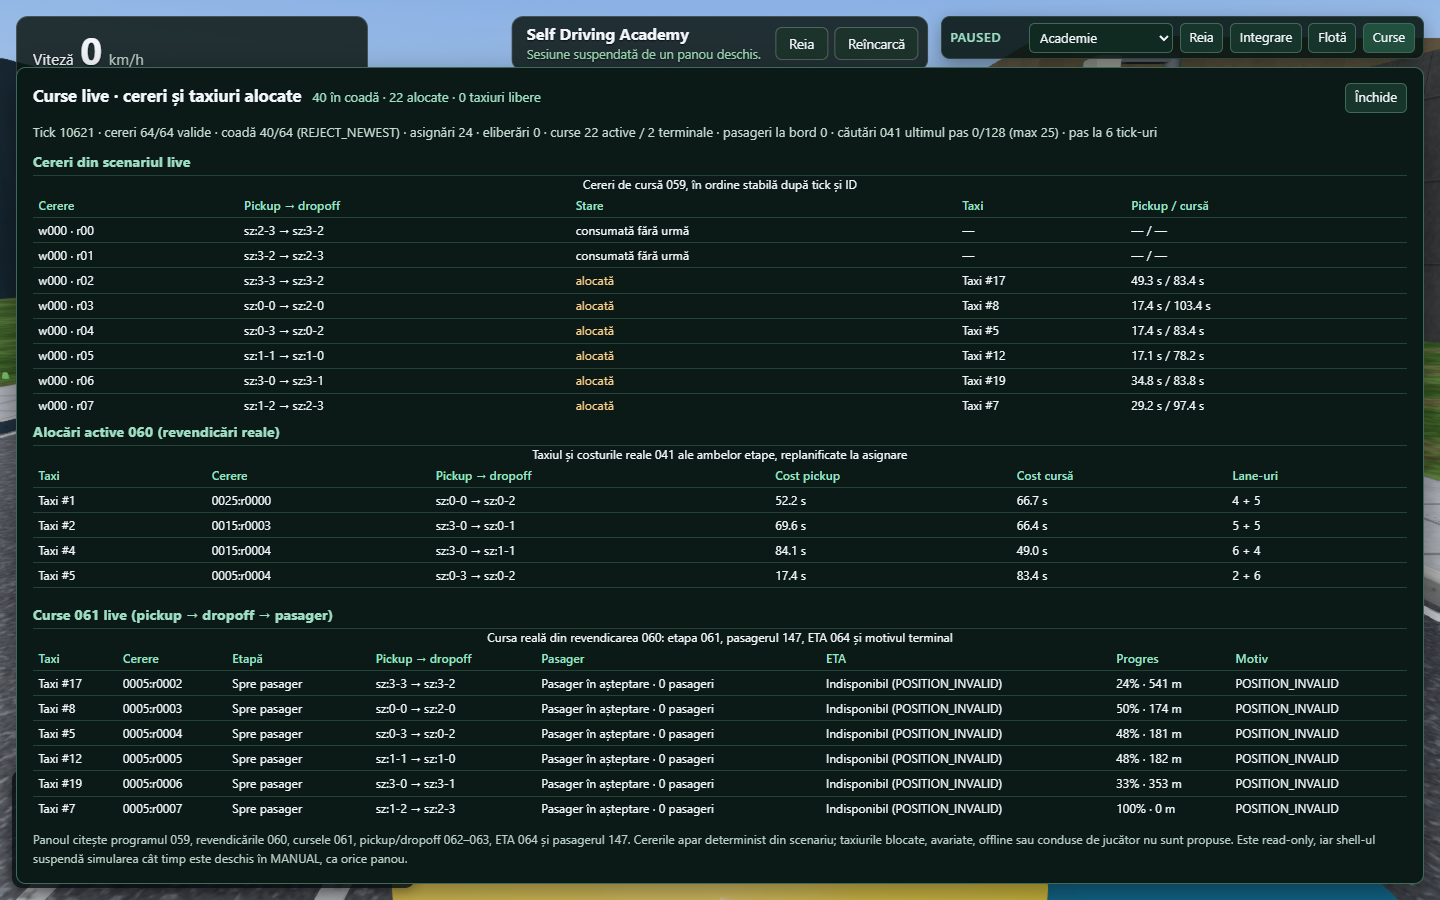 Viteză 0 km/h
Self Driving Academy
Sesiune suspendată de un panou deschis.
Reia
Reîncarcă
PAUSED
Academie
Reia
Integrare
Flotă
Curse
Curse live · cereri și taxiuri alocate 40 în coadă · 22 alocate · 0 taxiuri libere
Închide
Tick 10621 · cereri 64/64 valide · coadă 40/64 (REJECT_NEWEST) · asignări 24 · eliberări 0 · curse 22 active / 2 terminale · pasageri la bord 0 · căutări 041 ultimul pas 0/128 (max 25) · pas la 6 tick-uri
Cereri din scenariul live
Cereri de cursă 059, în ordine stabilă după tick și ID
Cerere Pickup → dropoff Stare Taxi Pickup / cursă
w000 · r00 sz:2-3 → sz:3-2 consumată fără urmă — — / —
w000 · r01 sz:3-2 → sz:2-3 consumată fără urmă — — / —
w000 · r02 sz:3-3 → sz:3-2 alocată Taxi #17 49.3 s / 83.4 s
w000 · r03 sz:0-0 → sz:2-0 alocată Taxi #8 17.4 s / 103.4 s
w000 · r04 sz:0-3 → sz:0-2 alocată Taxi #5 17.4 s / 83.4 s
w000 · r05 sz:1-1 → sz:1-0 alocată Taxi #12 17.1 s / 78.2 s
w000 · r06 sz:3-0 → sz:3-1 alocată Taxi #19 34.8 s / 83.8 s
w000 · r07 sz:1-2 → sz:2-3 alocată Taxi #7 29.2 s / 97.4 s
Alocări active 060 (revendicări reale)
Taxiul și costurile reale 041 ale ambelor etape, replanificate la asignare
Taxi Cerere Pickup → dropoff Cost pickup Cost cursă Lane-uri
Taxi #1 0025:r0000 sz:0-0 → sz:0-2 52.2 s 66.7 s 4 + 5
Taxi #2 0015:r0003 sz:3-0 → sz:0-1 69.6 s 66.4 s 5 + 5
Taxi #4 0015:r0004 sz:3-0 → sz:1-1 84.1 s 49.0 s 6 + 4
Taxi #5 0005:r0004 sz:0-3 → sz:0-2 17.4 s 83.4 s 2 + 6
Curse 061 live (pickup → dropoff → pasager)
Cursa reală din revendicarea 060: etapa 061, pasagerul 147, ETA 064 și motivul terminal
Taxi Cerere Etapă Pickup → dropoff Pasager ETA Progres Motiv
Taxi #17 0005:r0002 Spre pasager sz:3-3 → sz:3-2 Pasager în așteptare · 0 pasageri Indisponibil (POSITION_INVALID) 24% · 541 m POSITION_INVALID
Taxi #8 0005:r0003 Spre pasager sz:0-0 → sz:2-0 Pasager în așteptare · 0 pasageri Indisponibil (POSITION_INVALID) 50% · 174 m POSITION_INVALID
Taxi #5 0005:r0004 Spre pasager sz:0-3 → sz:0-2 Pasager în așteptare · 0 pasageri Indisponibil (POSITION_INVALID) 48% · 181 m POSITION_INVALID
Taxi #12 0005:r0005 Spre pasager sz:1-1 → sz:1-0 Pasager în așteptare · 0 pasageri Indisponibil (POSITION_INVALID) 48% · 182 m POSITION_INVALID
Taxi #19 0005:r0006 Spre pasager sz:3-0 → sz:3-1 Pasager în așteptare · 0 pasageri Indisponibil (POSITION_INVALID) 33% · 353 m POSITION_INVALID
Taxi #7 0005:r0007 Spre pasager sz:1-2 → sz:2-3 Pasager în așteptare · 0 pasageri Indisponibil (POSITION_INVALID) 100% · 0 m POSITION_INVALID
Panoul citește programul 059, revendicările 060, cursele 061, pickup/dropoff 062–063, ETA 064 și pasagerul 147. Cererile apar determinist din scenariu; taxiurile blocate, avariate, offline sau conduse de jucător nu sunt propuse. Este read-only, iar shell-ul
suspendă simularea cât timp este deschis în MANUAL, ca orice panou.